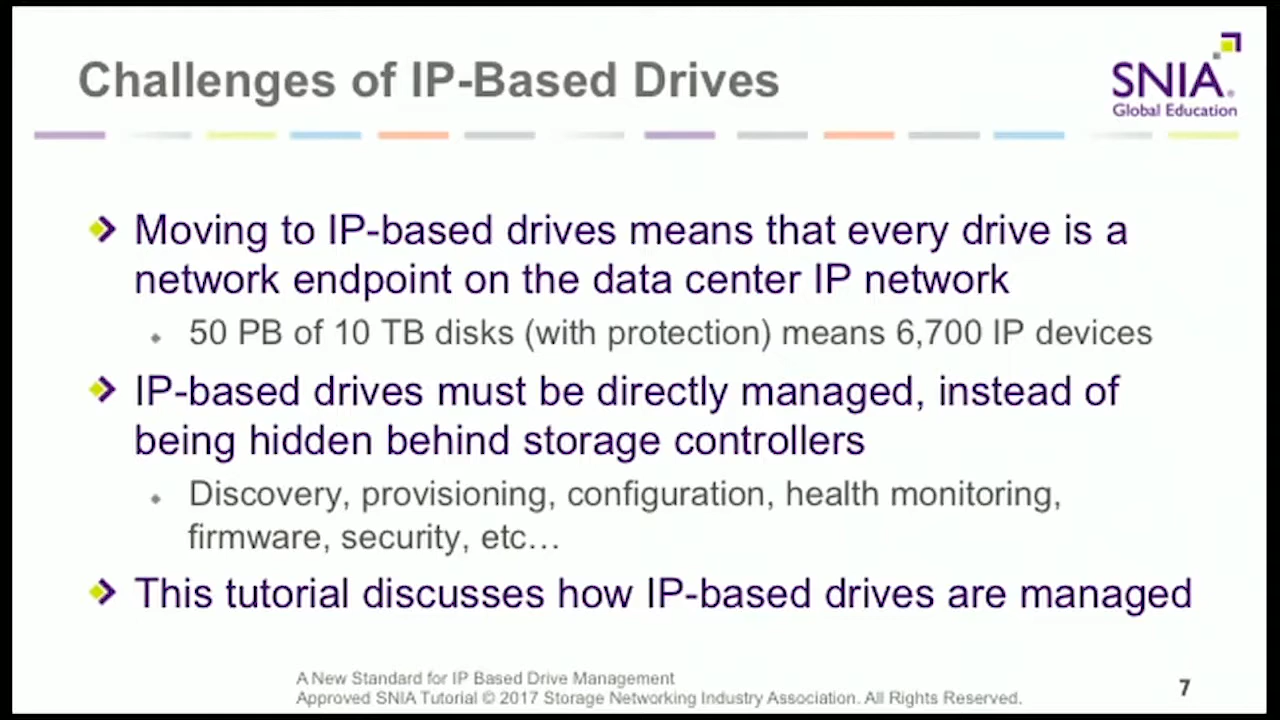 Challenges of IP-Based Drives
SNIA.
Global Education
Moving to IP-based drives means that every drive is a
network endpoint on the data center IP network
50 PB of 10 TB disks (with protection) means 6,700 IP devices
IP-based drives must be directly managed, instead of
being hidden behind storage controllers
Discovery, provisioning, configuration, health monitoring,
firmware, security, etc…
This tutorial discusses how IP-based drives are managed
A New Standard for IP Based Drive Management
Approved SNIA Tutorial © 2017 Storage Networking Industry Association. All Rights Reserved.
7